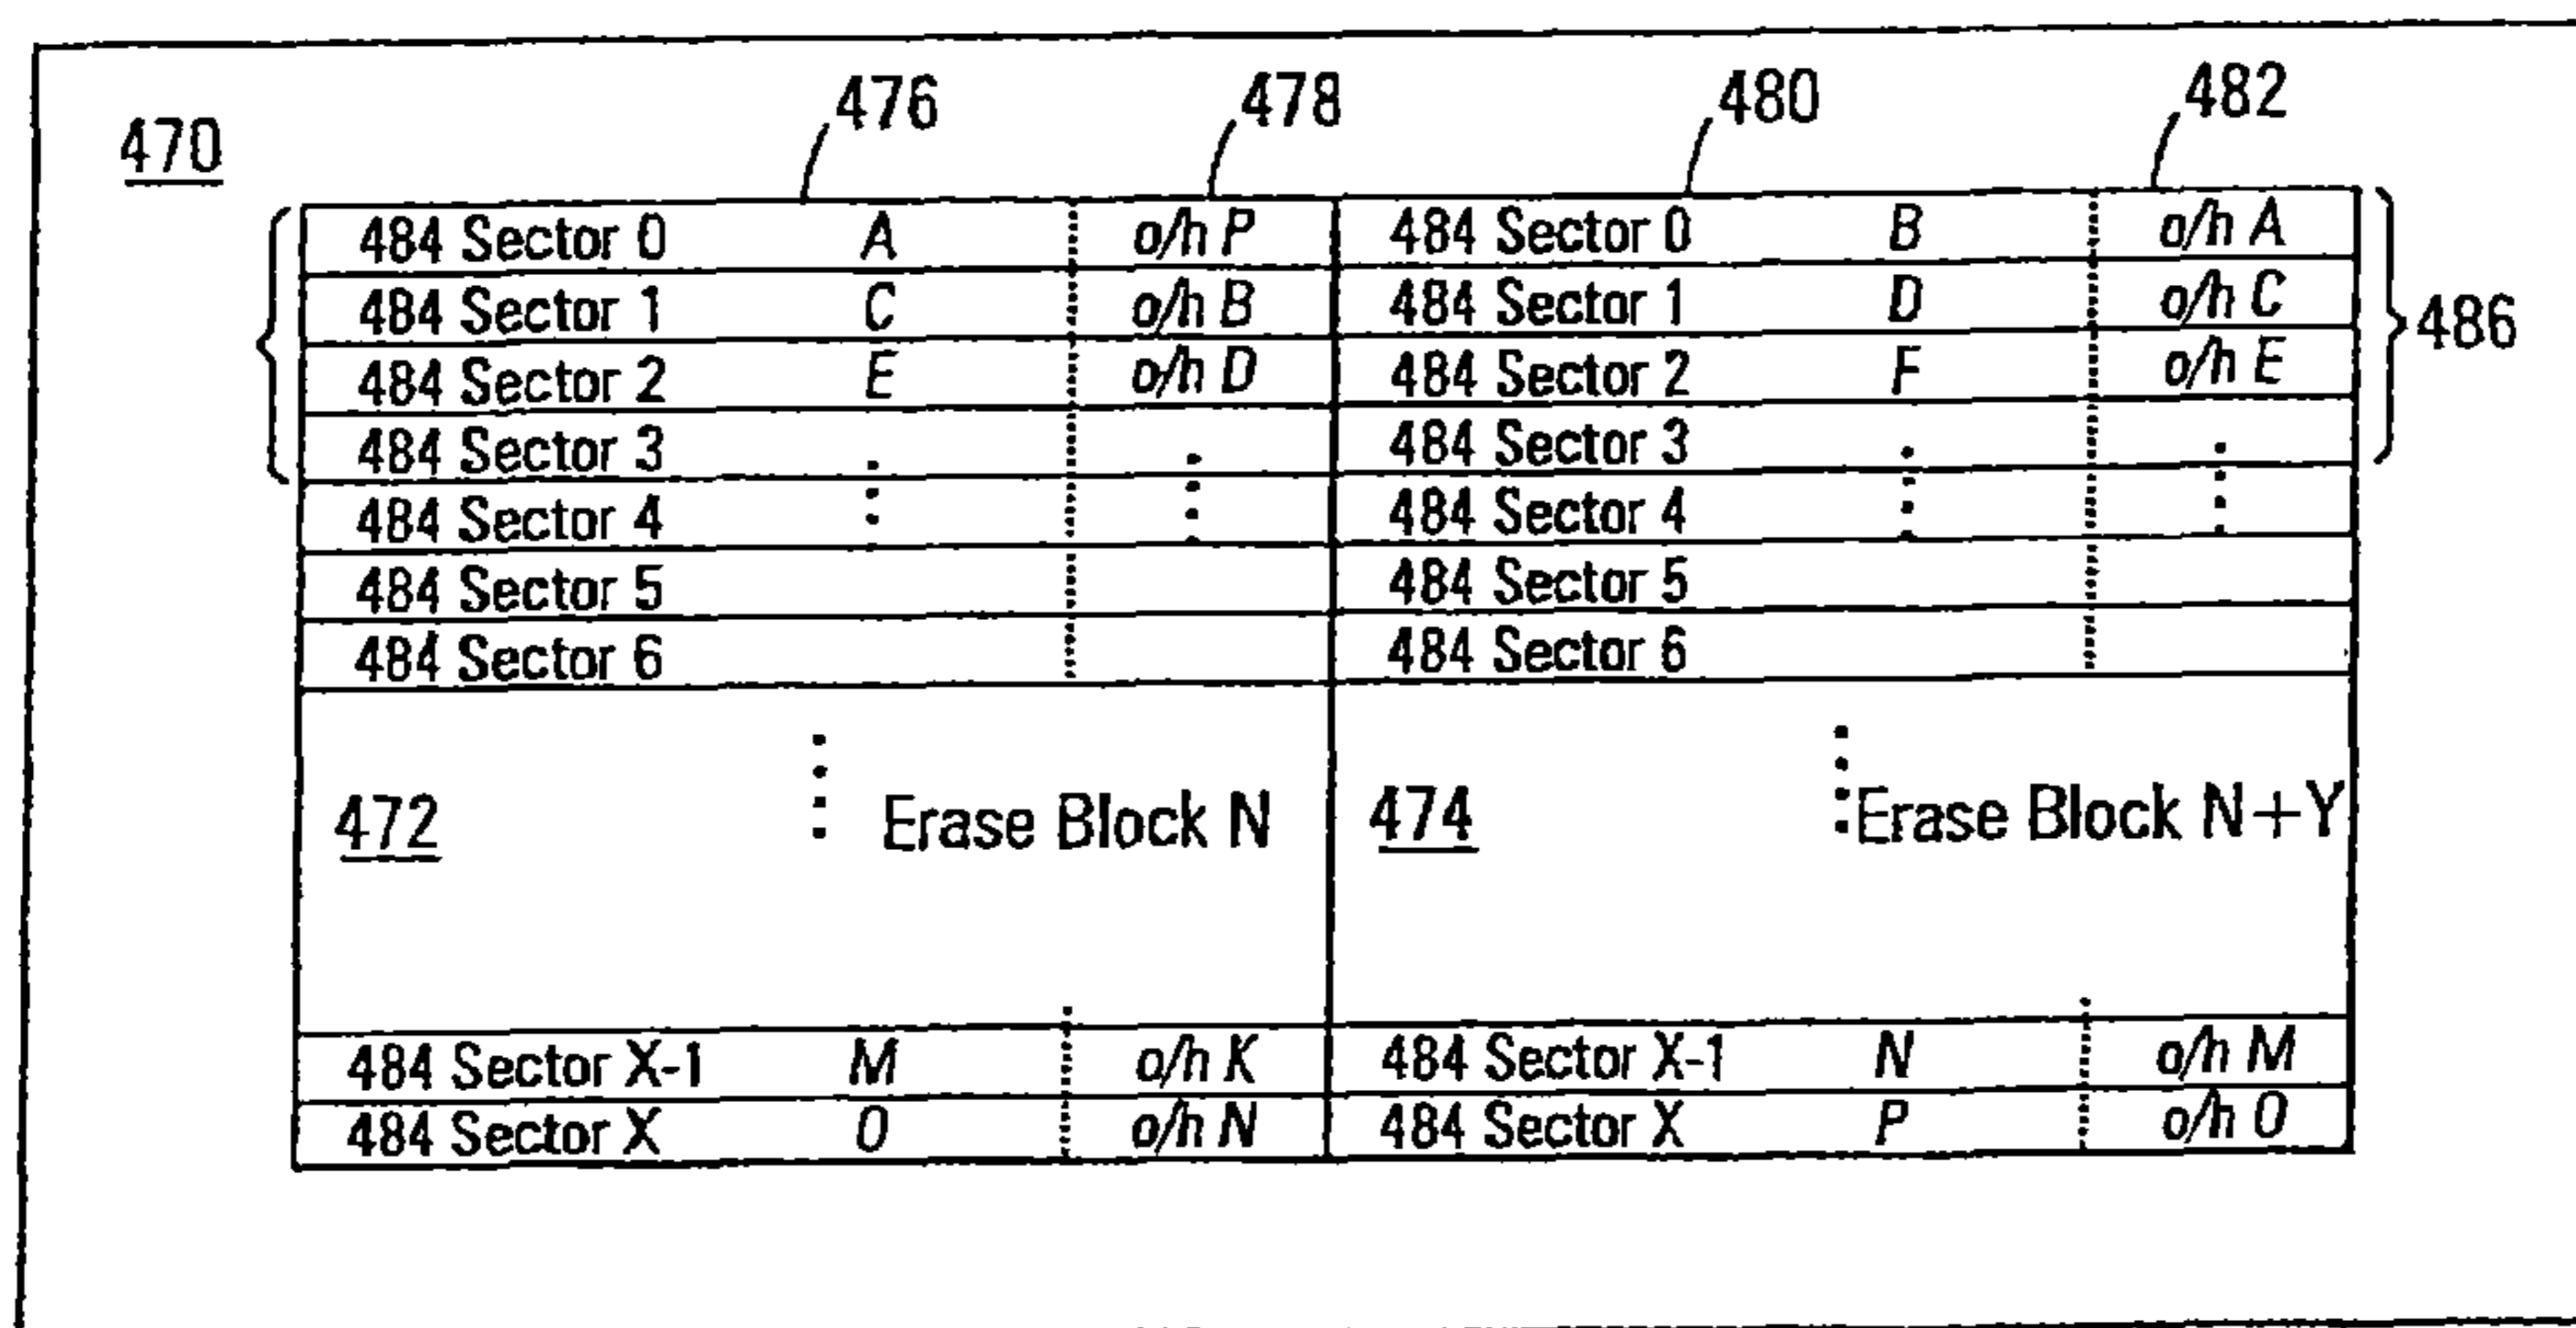 476 478 480 482
470
484 Sector 0 A o/h P 484 Sector 0 B o/h A
484 Sector 1 C o/h B 484 Sector 1 D o/h C
484 Sector 2 E o/h D 484 Sector 2 F o/h E
486
484 Sector 3 484 Sector 3
484 Sector 4 484 Sector 4
484 Sector 5 484 Sector 5
484 Sector 6 484 Sector 6
472 Erase Block N 474 Erase Block N+Y
484 Sector X-1 M o/h K 484 Sector X-1 N o/h M
484 Sector X O o/h N 484 Sector X P o/h O